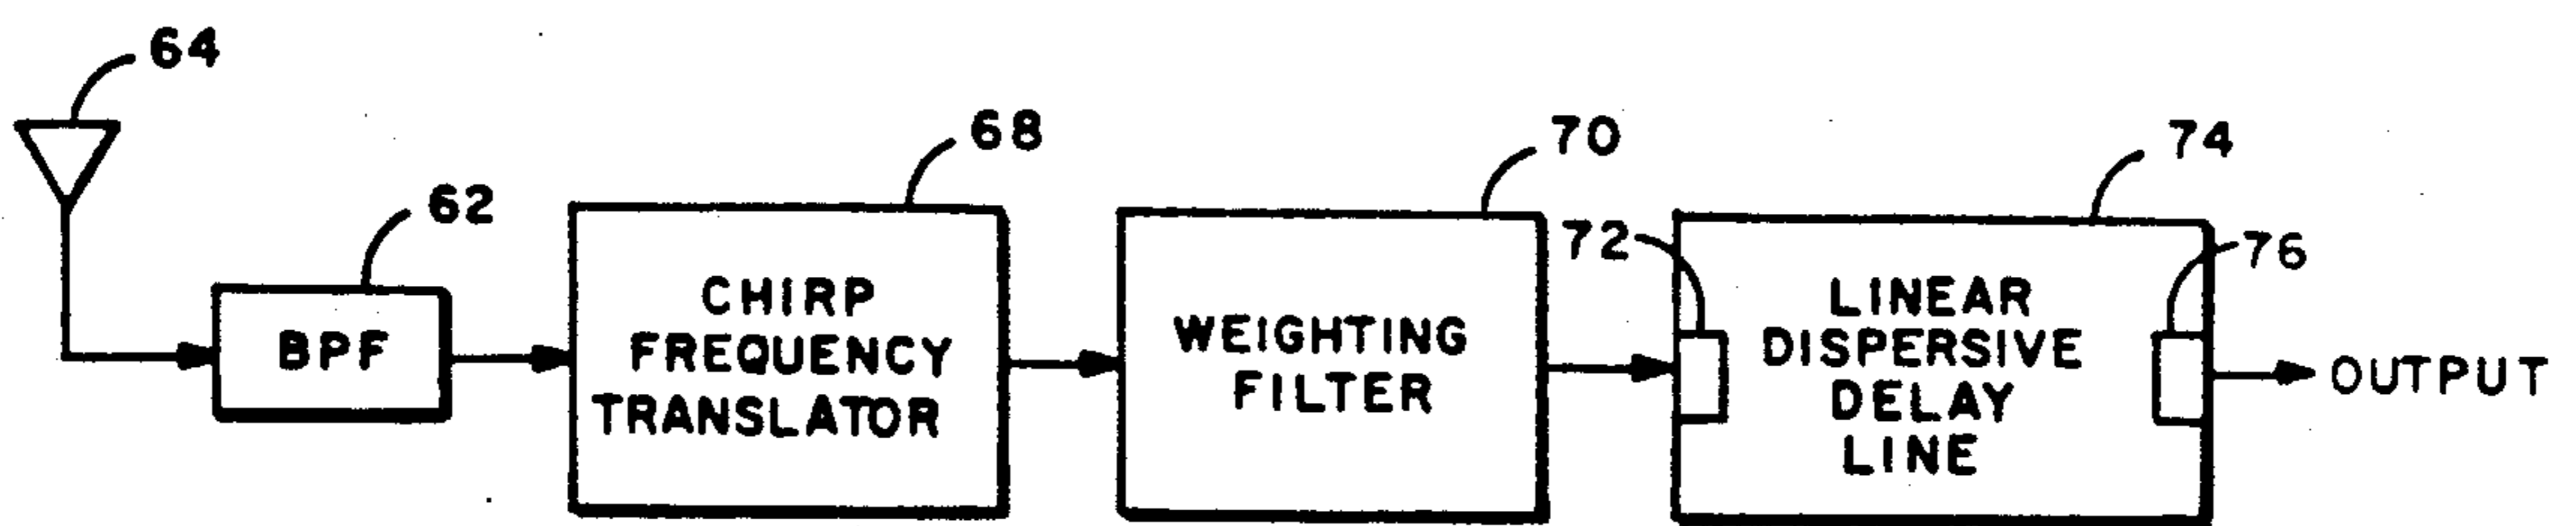 64
62
BPF
68
CHIRP
FREQUENCY
TRANSLATOR
70
WEIGHTING
FILTER
72
74
LINEAR
DISPERSIVE
DELAY
LINE
76
OUTPUT